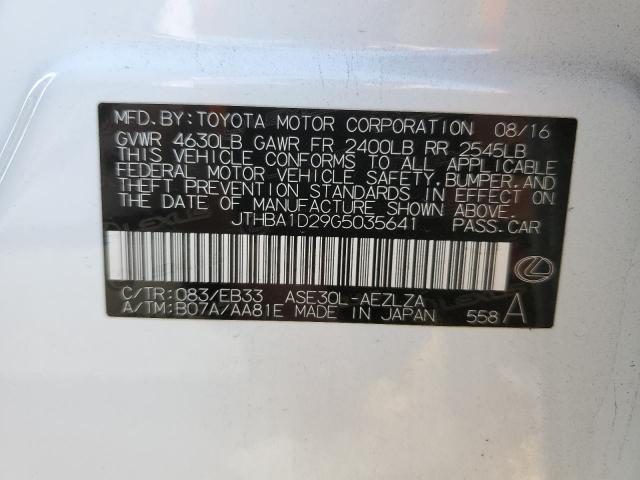 MFD.BY:TOYOTA MOTOR CORPORATION 08/16
GVWR 4630LB GAWR FR 2400LB RR 2545LB
THIS VEHICLE CONFORMS TO ALL APPLICABLE
FEDERAL MOTOR VEHICLE SAFETY,BUMPER,AND
THEFT PREVENTION STANDARDS IN EFFECT ON
THE DATE OF MANUFACTURE SHOWN ABOVE.
JTHBA1D29G5035641 PASS.CAR
C/TR:083/EB33 ASE30L-AEZLZA
A/TM:B07A/AA81E MADE IN JAPAN 558 A